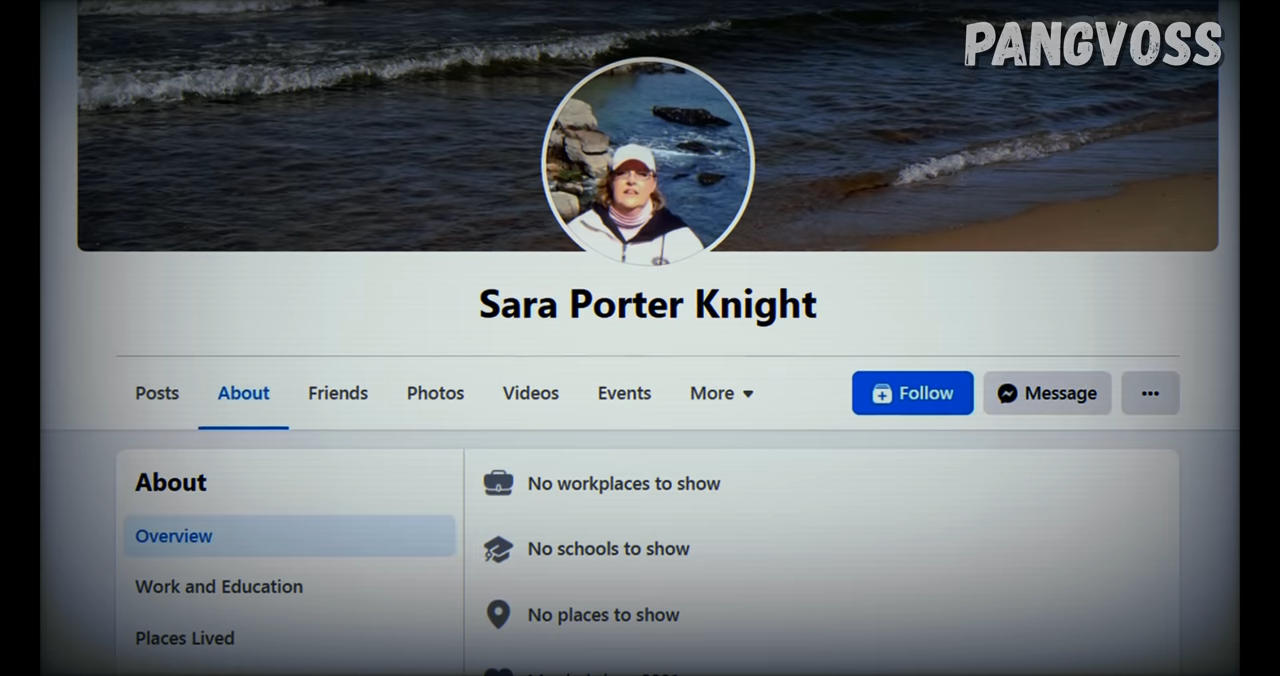 PANGVOSS
Sara Porter Knight
Posts About Friends Photos Videos Events More Follow Message
About
Overview
Work and Education
Places Lived
No workplaces to show
No schools to show
No places to show